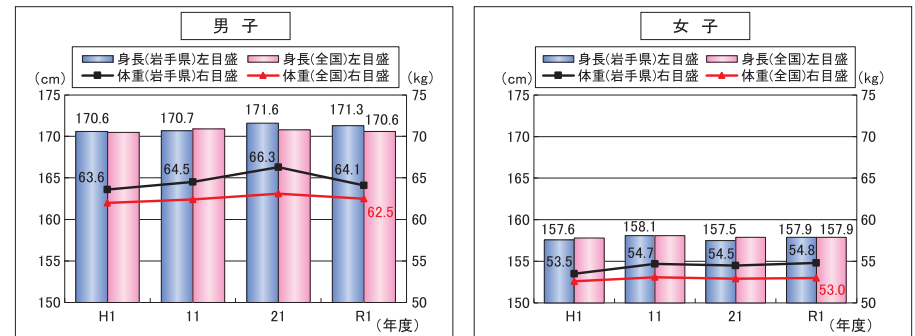 男 子
身長(岩手県)左目盛 身長(全国)左目盛
体重(岩手県)右目盛 体重(全国)左目盛
(cm) (kg)
175 75
170.6 170.7 171.6 171.3 170.6
170 70
63.6 64.5 66.3 64.1
165 65
62.5
160 60
155 55
150 50
H1 11 21 R1
(年度)
女 子
身長(岩手県)左目盛 身長(全国)左目盛
体重(岩手県)右目盛 体重(全国)右目盛
(cm) (kg)
175 75
170 70
165 65
160 60
157.6 158.1 157.5 157.9 157.9
53.5 54.7 54.5 54.8
155 55
53.0
150 50
H1 11 21 R1
(年度)